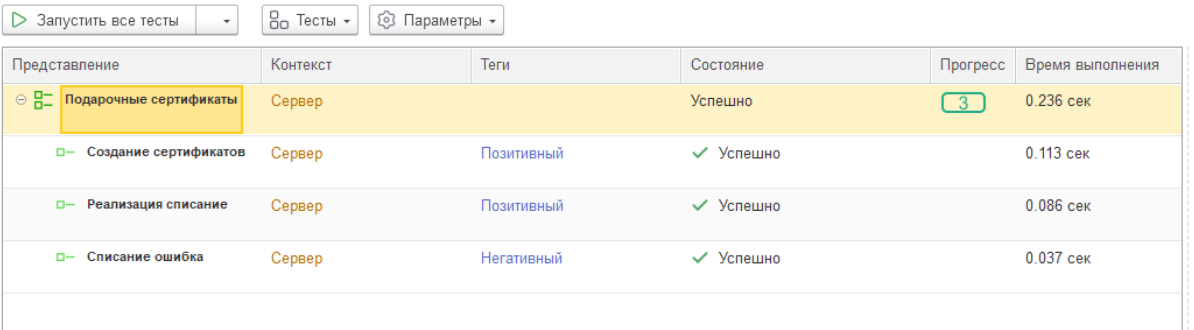 Запустить все тесты Тесты Параметры
Представление Контекст Теги Состояние Прогресс Время выполнения
Подарочные сертификаты Сервер Успешно 3 0.236 сек
Создание сертификатов Сервер Позитивный Успешно 0.113 сек
Реализация списание Сервер Позитивный Успешно 0.086 сек
Списание ошибка Сервер Негативный Успешно 0.037 сек